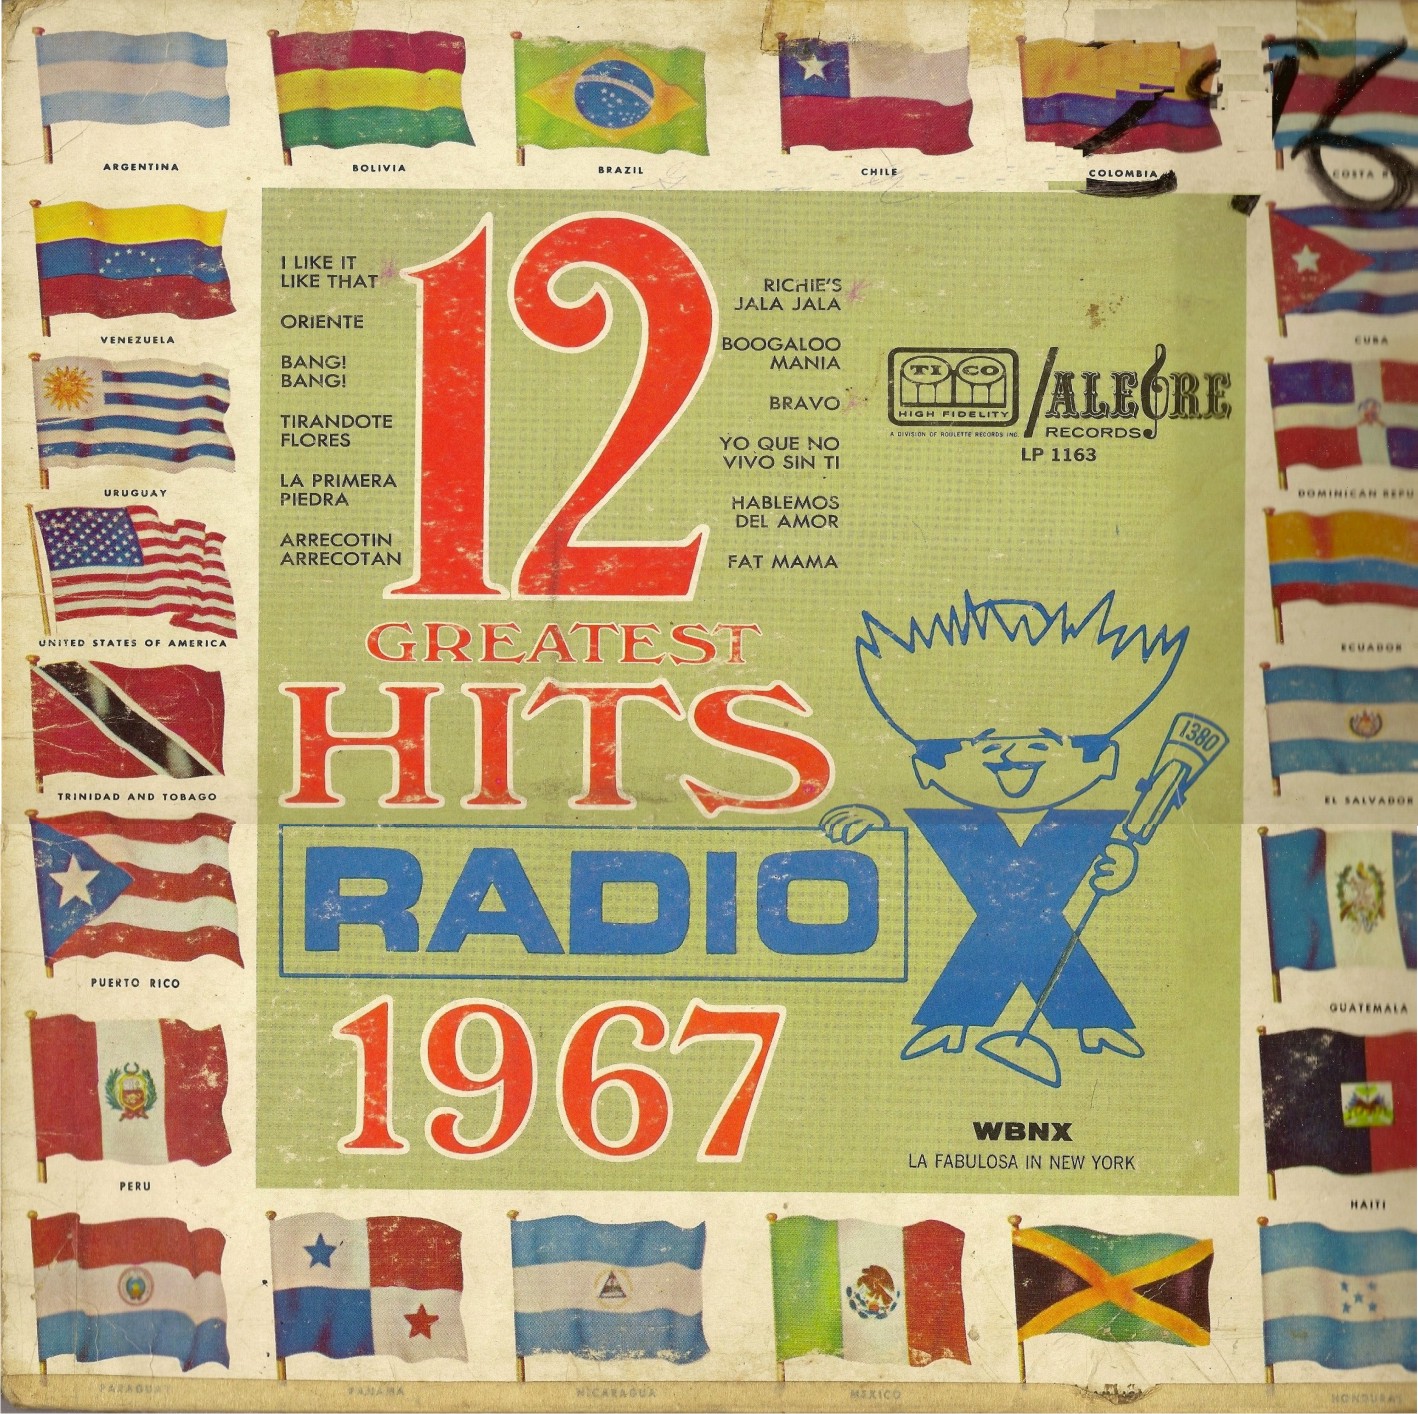 ARGENTINA
BOLIVIA
BRAZIL
CHILE
COLOMBIA
COSTA
VENEZUELA
CUBA
URUGUAY
DOMINICAN REPU
UNITED STATES OF AMERICA
ECUADOR
TRINIDAD AND TOBAGO
EL SALVADOR
PUERTO RICO
GUATEMALA
PERU
HAITI
PARAGUAY
PANAMA
NICARAGUA
MEXICO
HONDURAS
I LIKE IT
LIKE THAT
ORIENTE
BANG!
BANG!
TIRANDOTE
FLORES
LA PRIMERA
PIEDRA
ARRECOTIN
ARRECOTAN
12
RICHIE'S
JALA JALA
BOOGALOO
MANIA
BRAVO
YO QUE NO
VIVO SIN TI
HABLEMOS
DEL AMOR
FAT MAMA
TICO
HIGH FIDELITY
A DIVISION OF ROULETTE RECORDS INC.
/ALEGRE
RECORDS
LP 1163
GREATEST
HITS
1380
RADIO X
1967
WBNX
LA FABULOSA IN NEW YORK